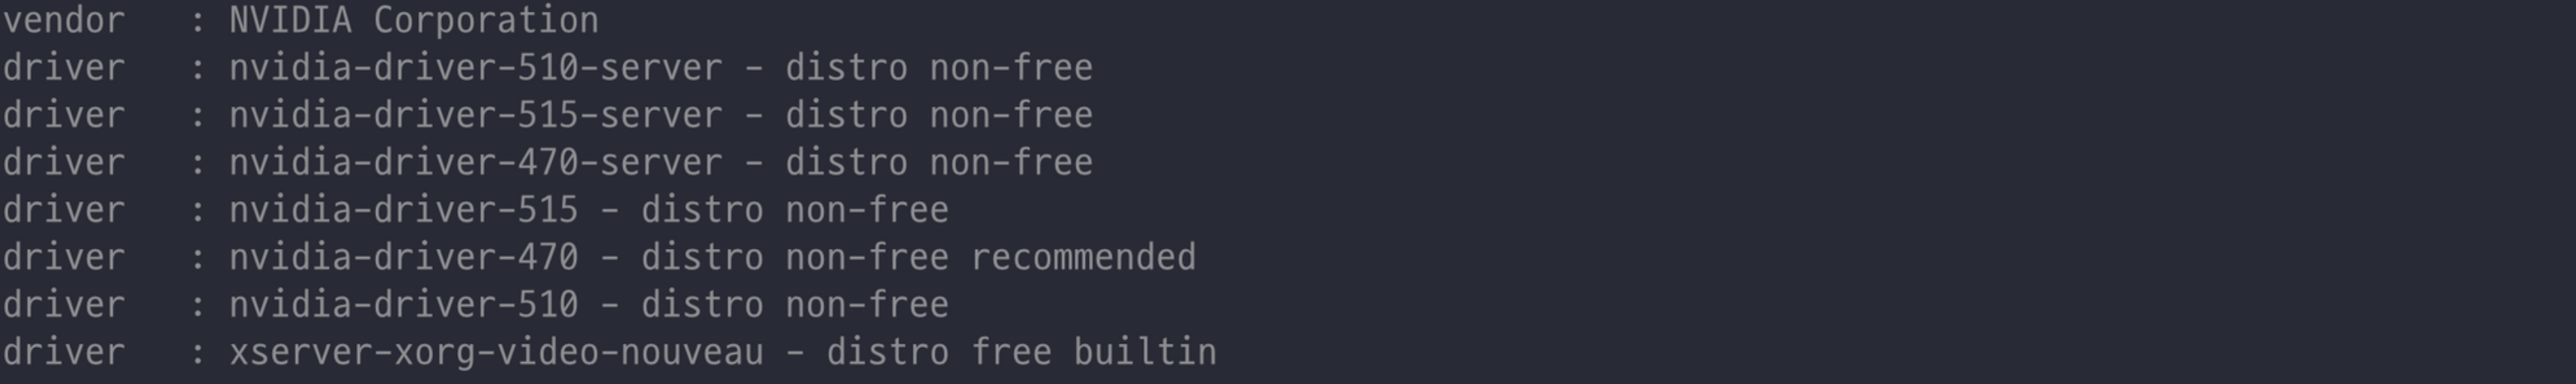 vendor   : NVIDIA Corporation
driver   : nvidia-driver-510-server - distro non-free
driver   : nvidia-driver-515-server - distro non-free
driver   : nvidia-driver-470-server - distro non-free
driver   : nvidia-driver-515 - distro non-free
driver   : nvidia-driver-470 - distro non-free recommended
driver   : nvidia-driver-510 - distro non-free
driver   : xserver-xorg-video-nouveau - distro free builtin